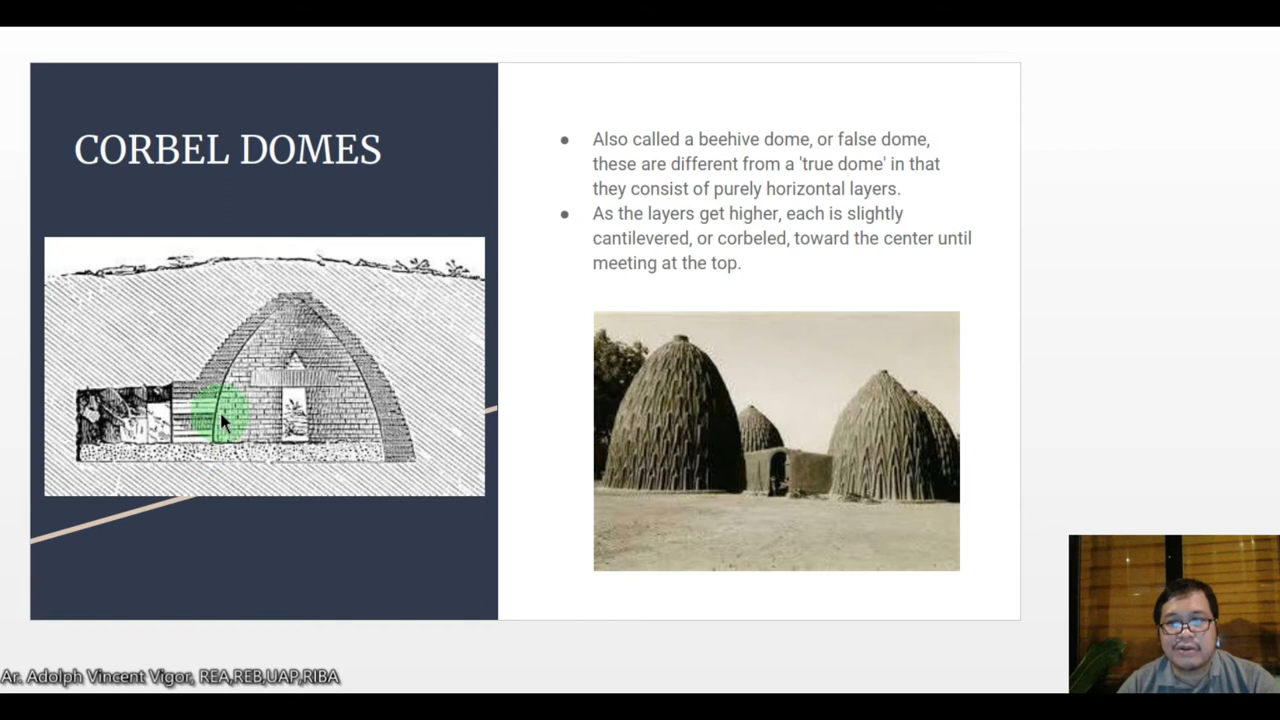 CORBEL DOMES
● Also called a beehive dome, or false dome,
these are different from a 'true dome' in that
they consist of purely horizontal layers.
● As the layers get higher, each is slightly
cantilevered, or corbeled, toward the center until
meeting at the top.
Ar. Adolph Vincent Vigor, REA,REB,UAP,RIBA